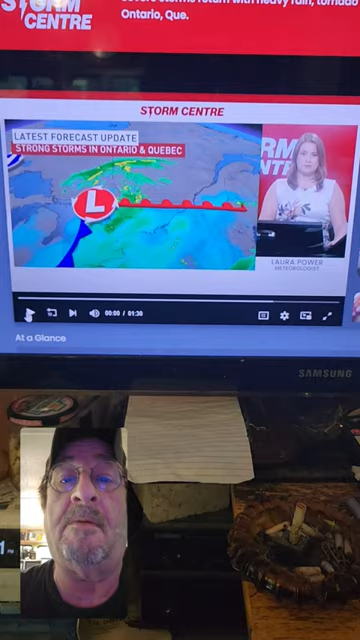 STORM
CENTRE
severe storms return with heavy rain, tornado
Ontario, Que.
STORM CENTRE
LATEST FORECAST UPDATE
STRONG STORMS IN ONTARIO & QUEBEC
L
LAURA POWER
METEOROLOGIST
00:00 / 01:30
At a Glance
SAMSUNG